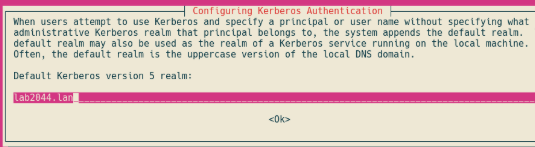 Configuring Kerberos Authentication
When users attempt to use Kerberos and specify a principal or user name without specifying what
administrative Kerberos realm that principal belongs to, the system appends the default realm.
default realm may also be used as the realm of a Kerberos service running on the local machine.
Often, the default realm is the uppercase version of the local DNS domain.
Default Kerberos version 5 realm:
lab2044.lan
<Ok>